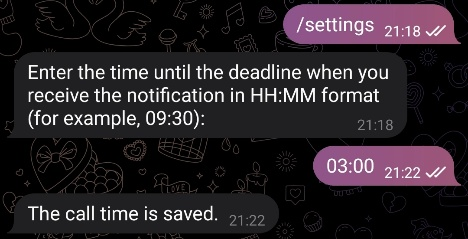 /settings 21:18
Enter the time until the deadline when you
receive the notification in HH:MM format
(for example, 09:30):
21:18
03:00 21:22
The call time is saved. 21:22